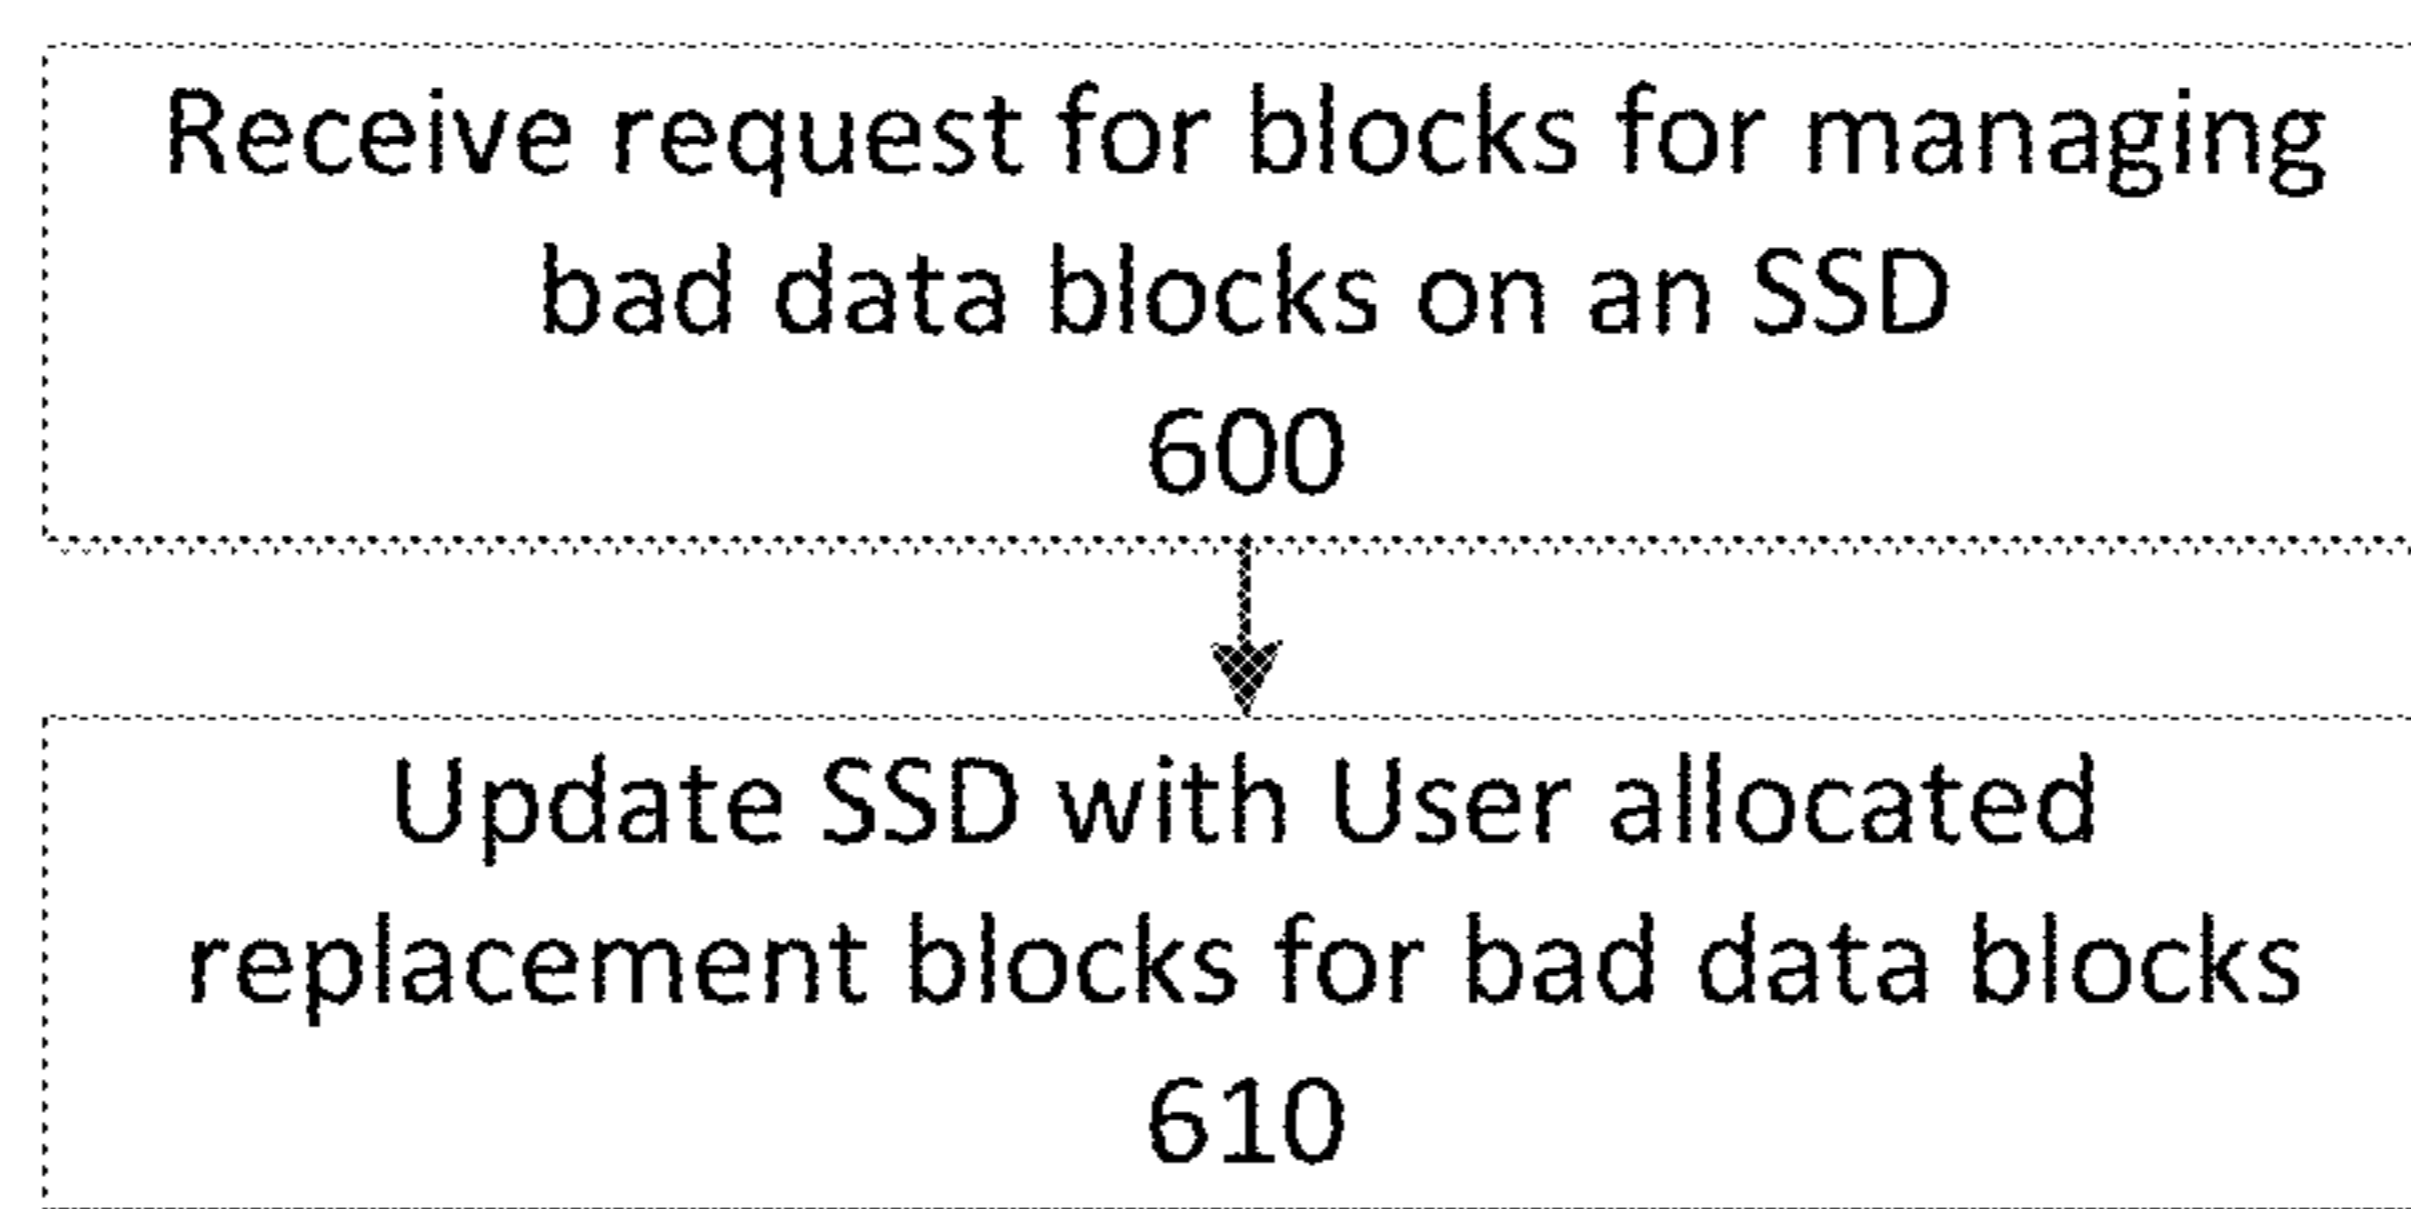 Receive request for blocks for managing
bad data blocks on an SSD
600
Update SSD with User allocated
replacement blocks for bad data blocks
610